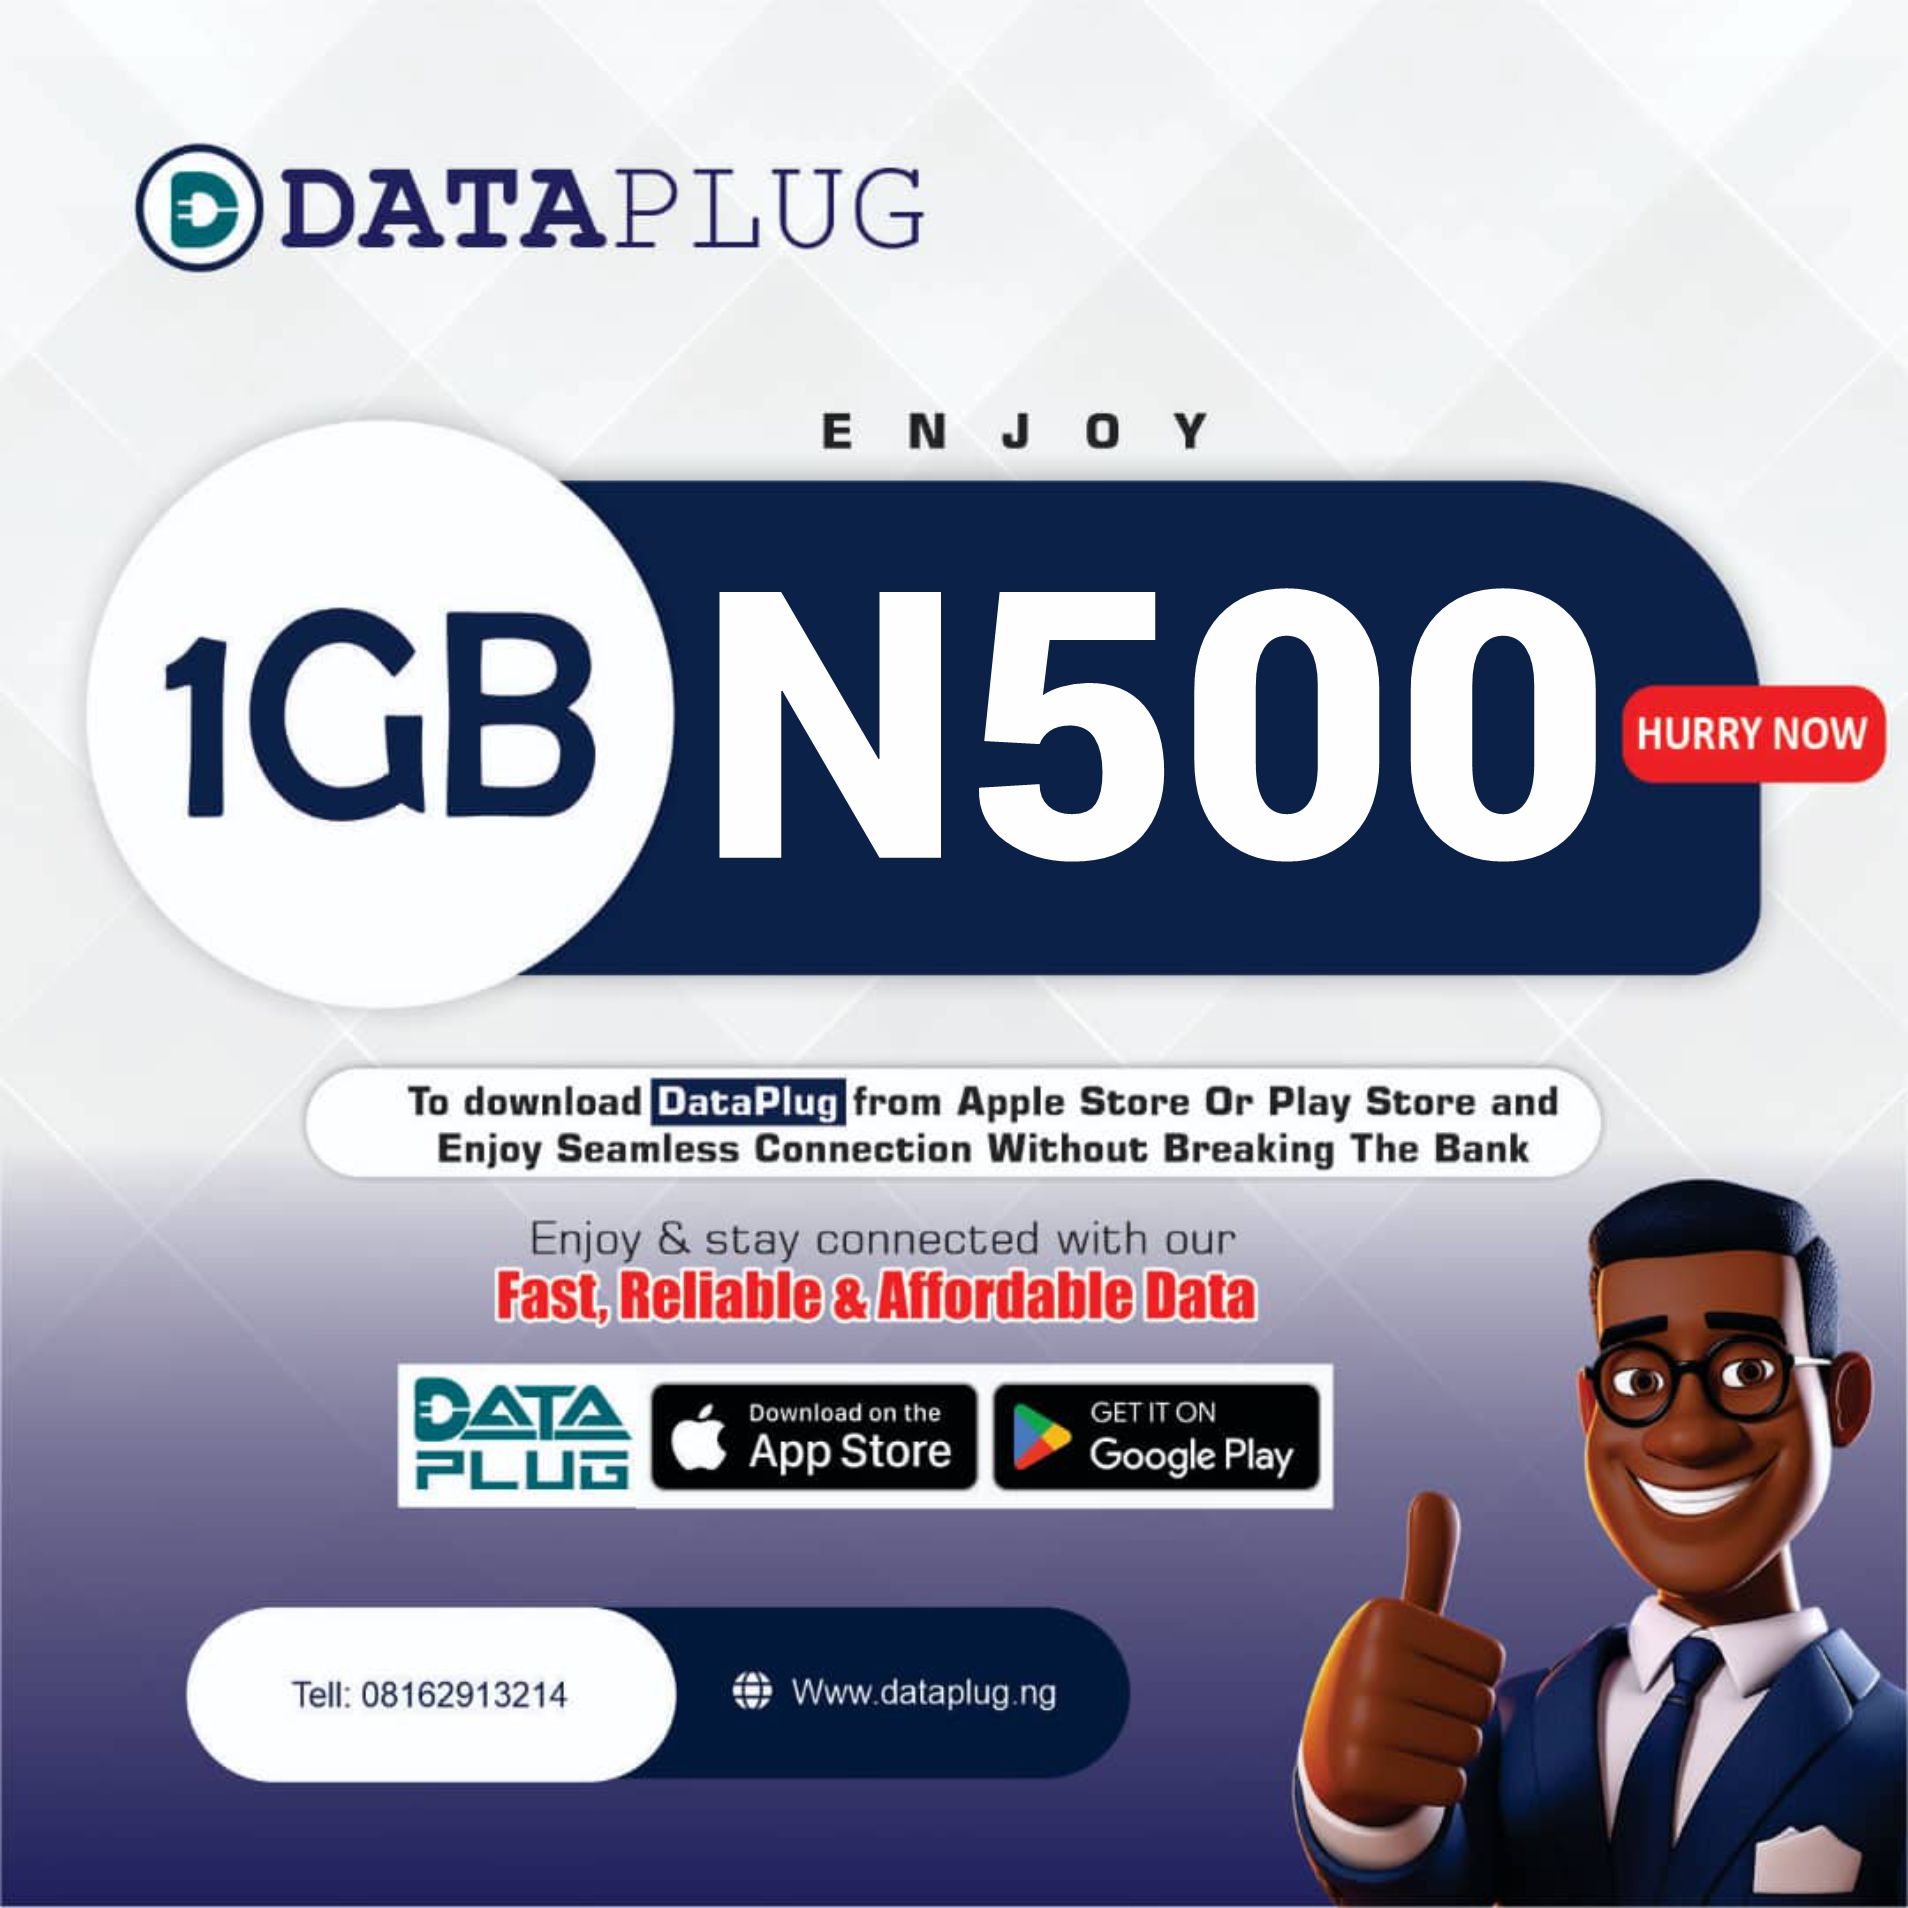 DATAPLUG
ENJOY
1GB
N500
HURRY NOW
To download DataPlug from Apple Store Or Play Store and
Enjoy Seamless Connection Without Breaking The Bank
Enjoy & stay connected with our
Fast, Reliable & Affordable Data
DATA
PLUG
Download on the
App Store
GET IT ON
Google Play
Tell: 08162913214
Www.dataplug.ng